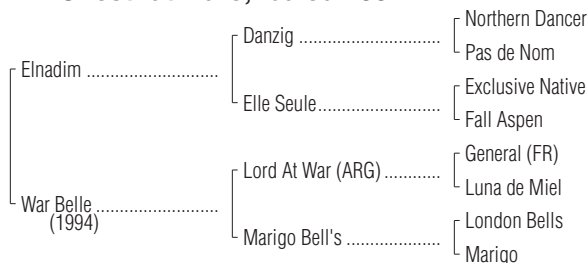 Northern Dancer
Danzig ................................
Pas de Nom
Elnadim .....................................
Exclusive Native
Elle Seule..................................
Fall Aspen
General (FR)
Lord At War (ARG) ...............
Luna de Miel
War Belle ..................................
(1994)
London Bells
Marigo Bell's ..........................
Marigo